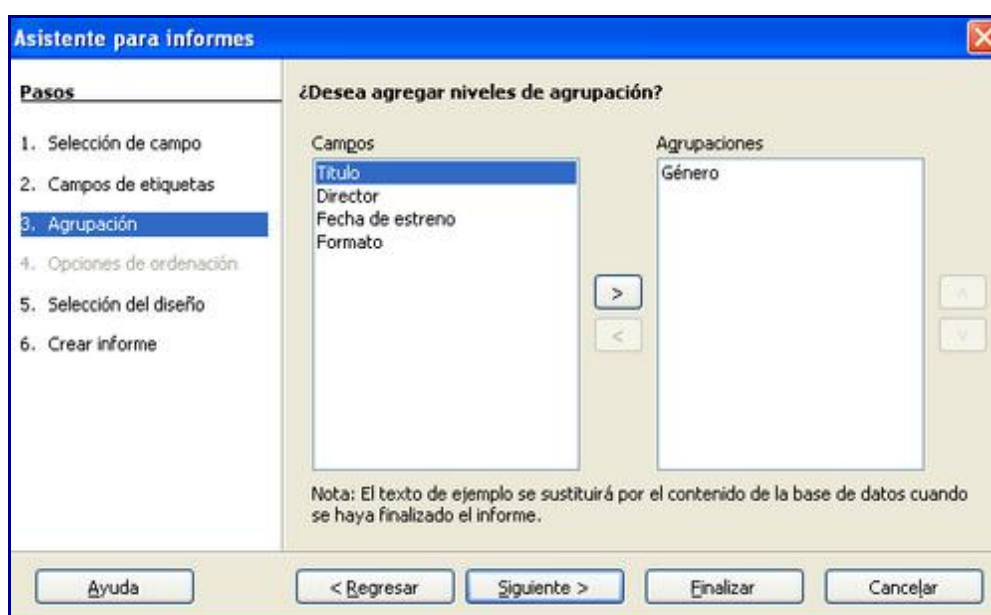 Asistente para informes
Pasos
1. Selección de campo
2. Campos de etiquetas
3. Agrupación
4. Opciones de ordenación
5. Selección del diseño
6. Crear informe
¿Desea agregar niveles de agrupación?
Campos
Título
Director
Fecha de estreno
Formato
>
<
Agrupaciones
Género
Nota: El texto de ejemplo se sustituirá por el contenido de la base de datos cuando
se haya finalizado el informe.
Ayuda
< Regresar
Siguiente >
Finalizar
Cancelar